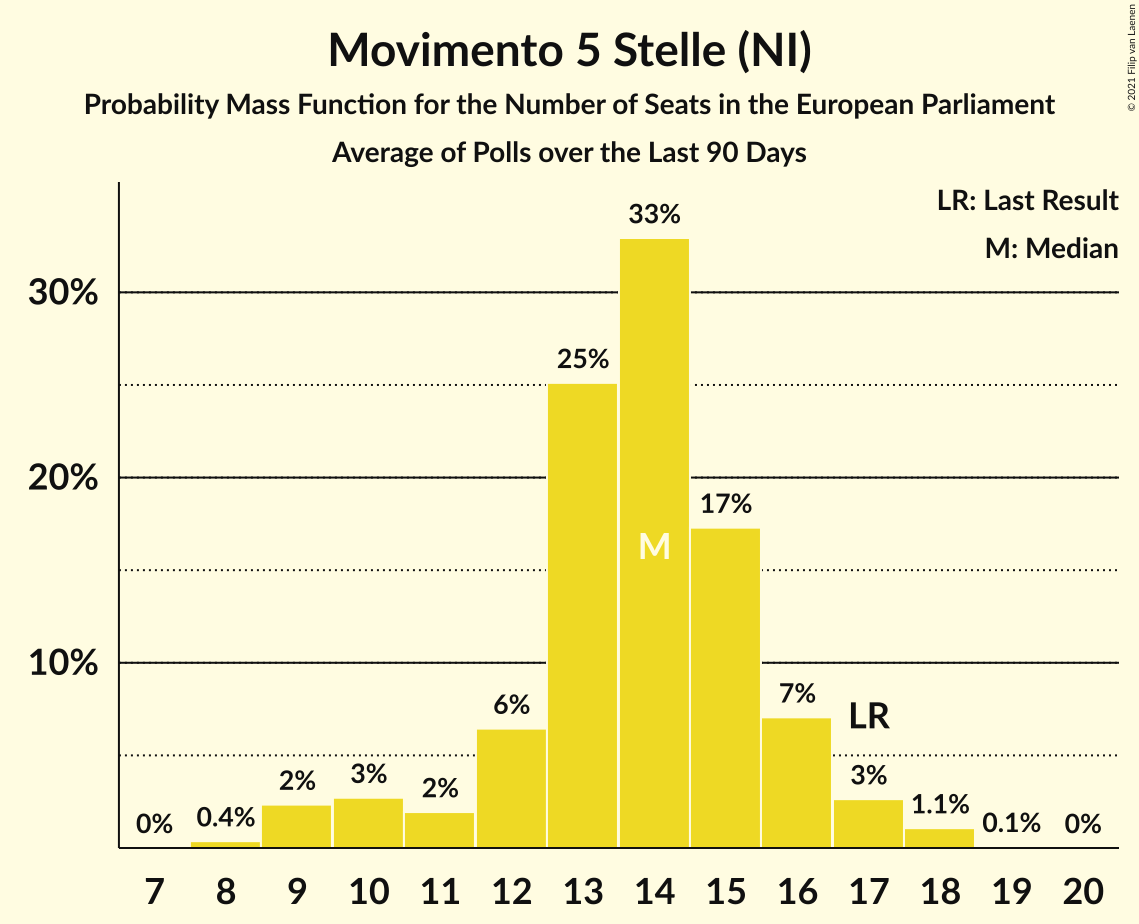 Movimento 5 Stelle (NI)
Probability Mass Function for the Number of Seats in the European Parliament
Average of Polls over the Last 90 Days
© 2021 Filip van Laenen
LR: Last Result
M: Median
30%
20%
10%
0%
0.4%
2%
3%
2%
6%
25%
33%
17%
7%
3%
1.1%
0.1%
0%
M
LR
7 8 9 10 11 12 13 14 15 16 17 18 19 20